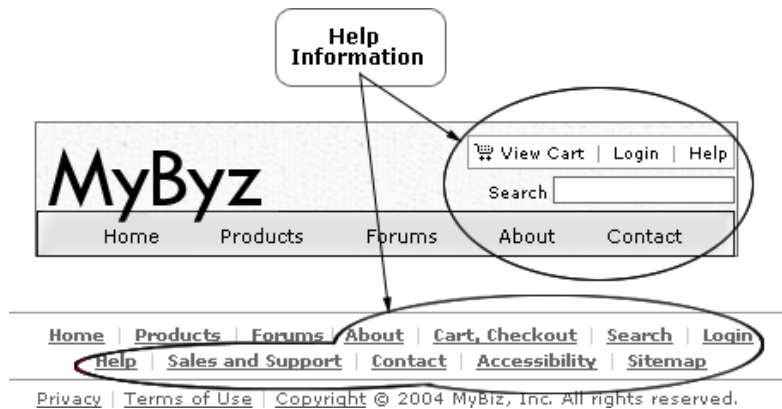 Help
Information
MyByz
View Cart | Login | Help
Search
Home Products Forums About Contact
Home | Products | Forums | About | Cart, Checkout | Search | Login
Help | Sales and Support | Contact | Accessibility | Sitemap
Privacy | Terms of Use | Copyright © 2004 MyBiz, Inc. All rights reserved.